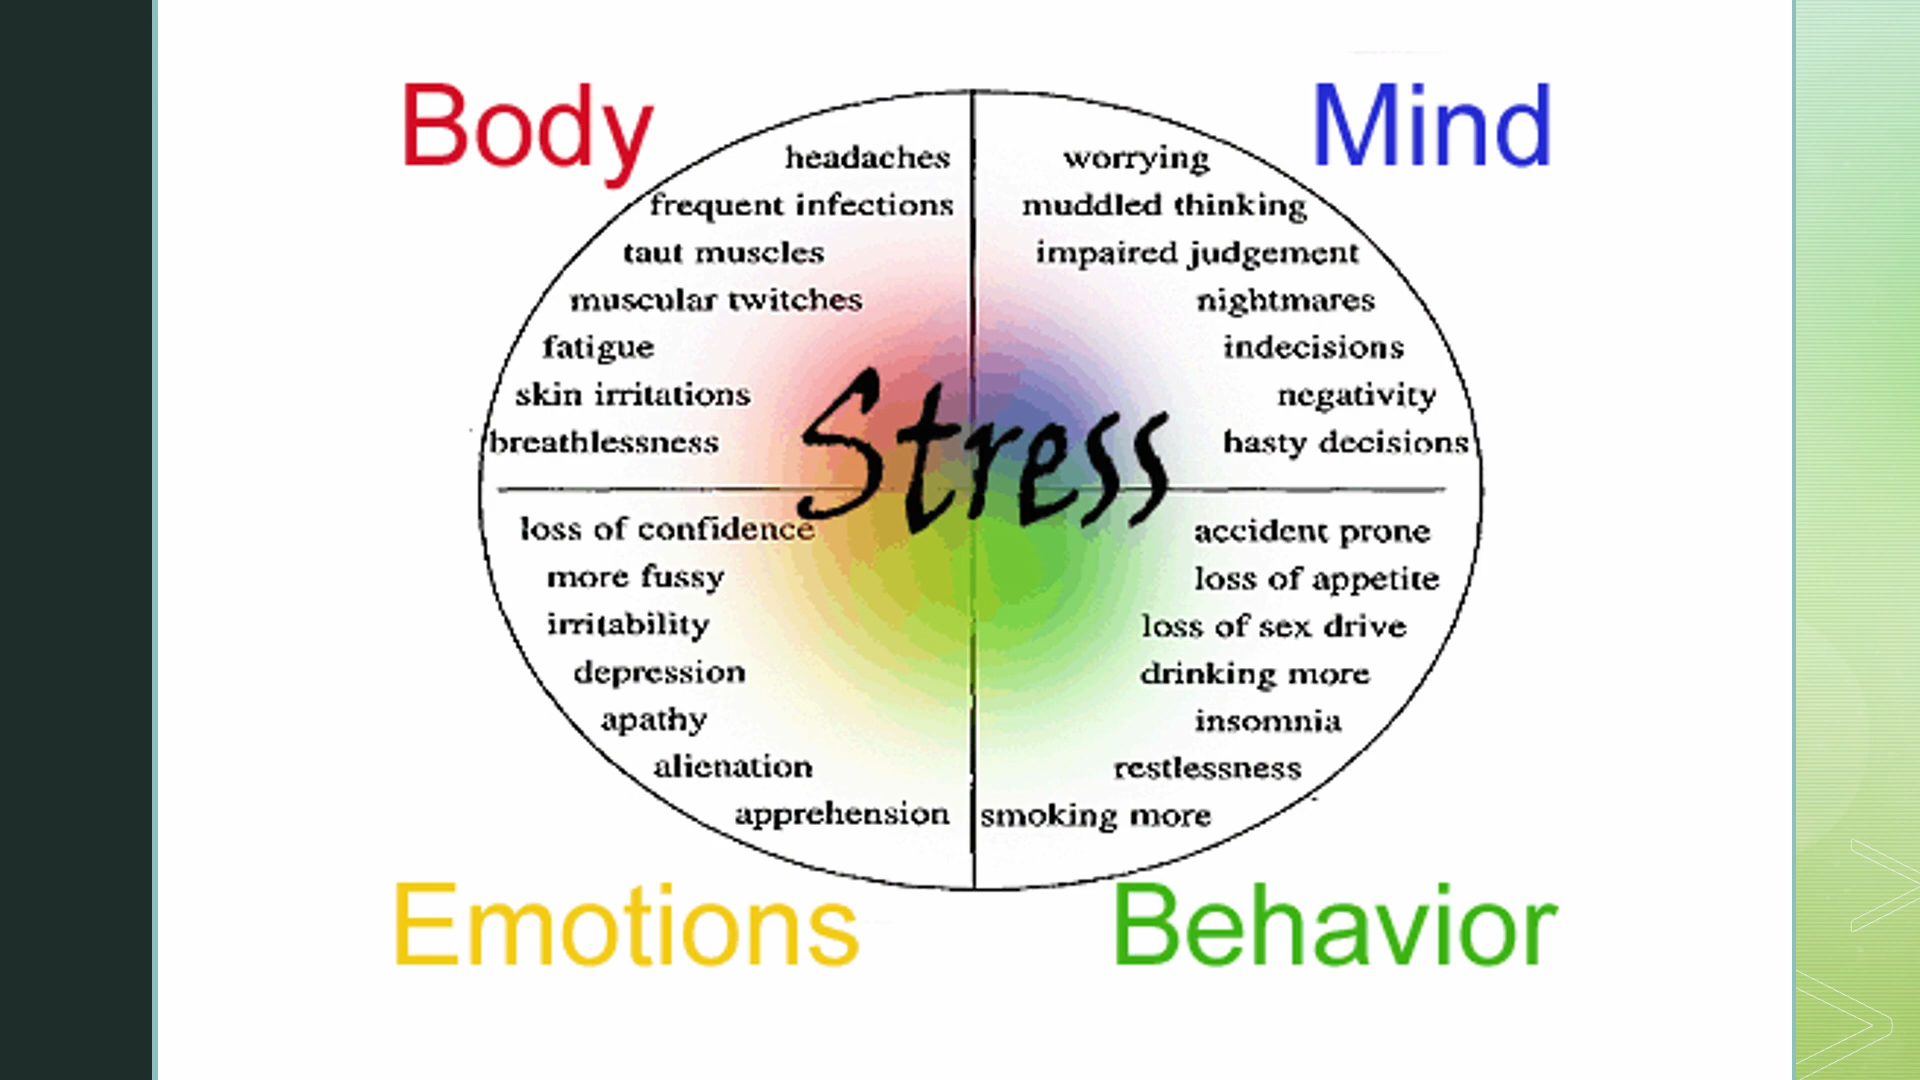 Body
headaches
frequent infections
taut muscles
muscular twitches
fatigue
skin irritations
breathlessness
Mind
worrying
muddled thinking
impaired judgement
nightmares
indecisions
negativity
hasty decisions
Stress
loss of confidence
more fussy
irritability
depression
apathy
alienation
apprehension
Emotions
accident prone
loss of appetite
loss of sex drive
drinking more
insomnia
restlessness
smoking more
Behavior